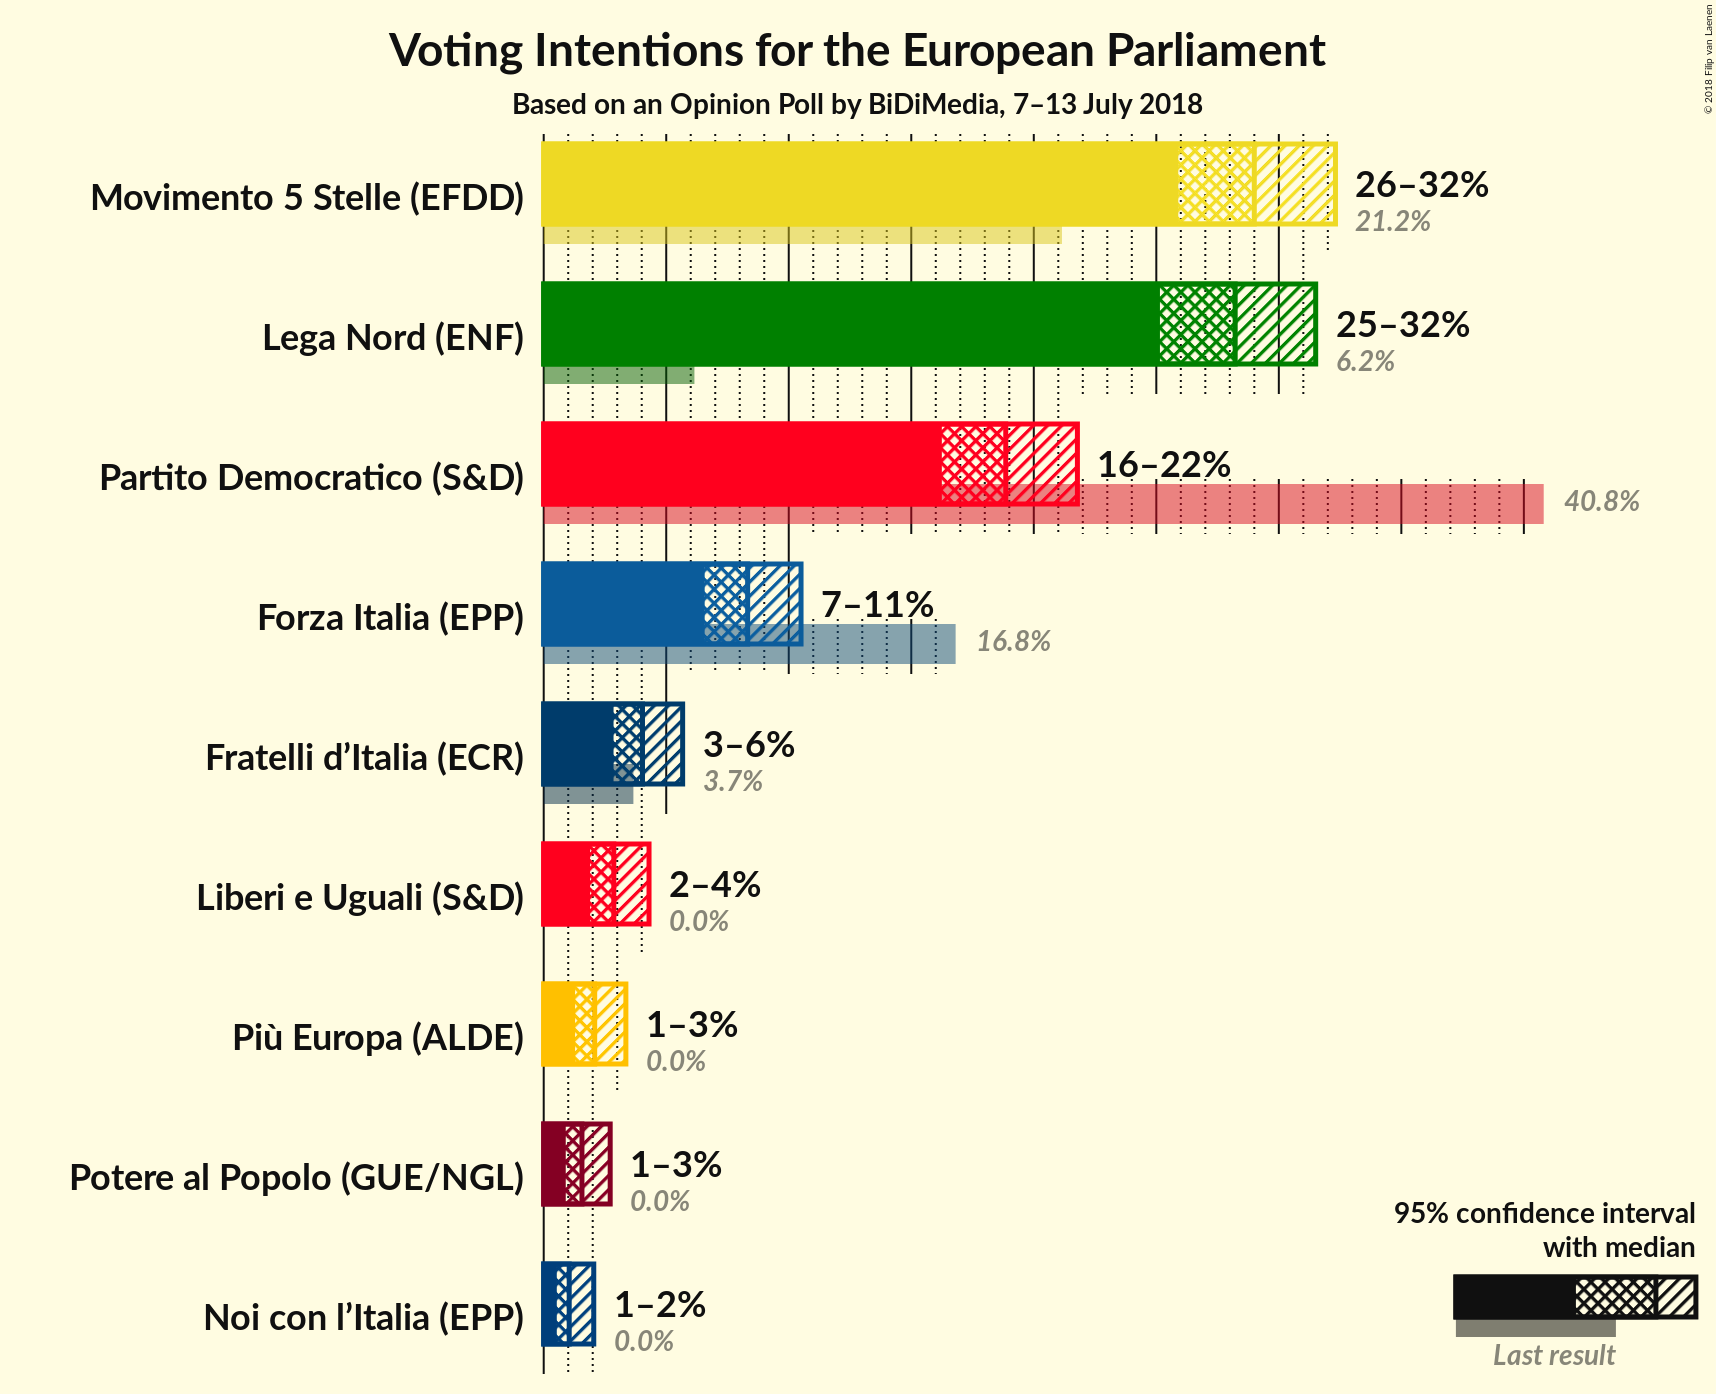 Voting Intentions for the European Parliament
Based on an Opinion Poll by BiDiMedia, 7–13 July 2018
© 2018 Filip van Laenen
Movimento 5 Stelle (EFDD)
26–32%
21.2%
Lega Nord (ENF)
25–32%
6.2%
Partito Democratico (S&D)
16–22%
40.8%
Forza Italia (EPP)
7–11%
16.8%
Fratelli d’Italia (ECR)
3–6%
3.7%
Liberi e Uguali (S&D)
2–4%
0.0%
Più Europa (ALDE)
1–3%
0.0%
Potere al Popolo (GUE/NGL)
1–3%
0.0%
Noi con l’Italia (EPP)
1–2%
0.0%
95% confidence interval
with median
Last result